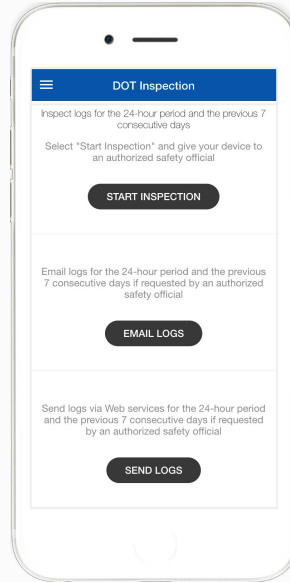 DOT Inspection
Inspect logs for the 24-hour period and the previous 7
consecutive days
Select "Start Inspection" and give your device to
an authorized safety official
START INSPECTION
Email logs for the 24-hour period and the previous
7 consecutive days if requested by an authorized
safety official
EMAIL LOGS
Send logs via Web services for the 24-hour period
and the previous 7 consecutive days if requested
by an authorized safety official
SEND LOGS